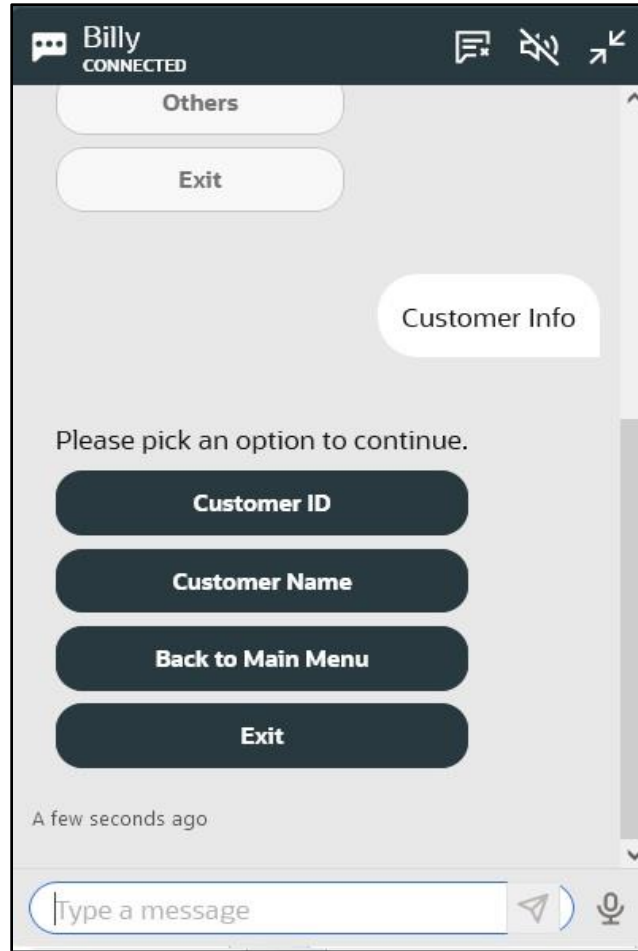 Billy
CONNECTED
Others
Exit
Customer Info
Please pick an option to continue.
Customer ID
Customer Name
Back to Main Menu
Exit
A few seconds ago
Type a message